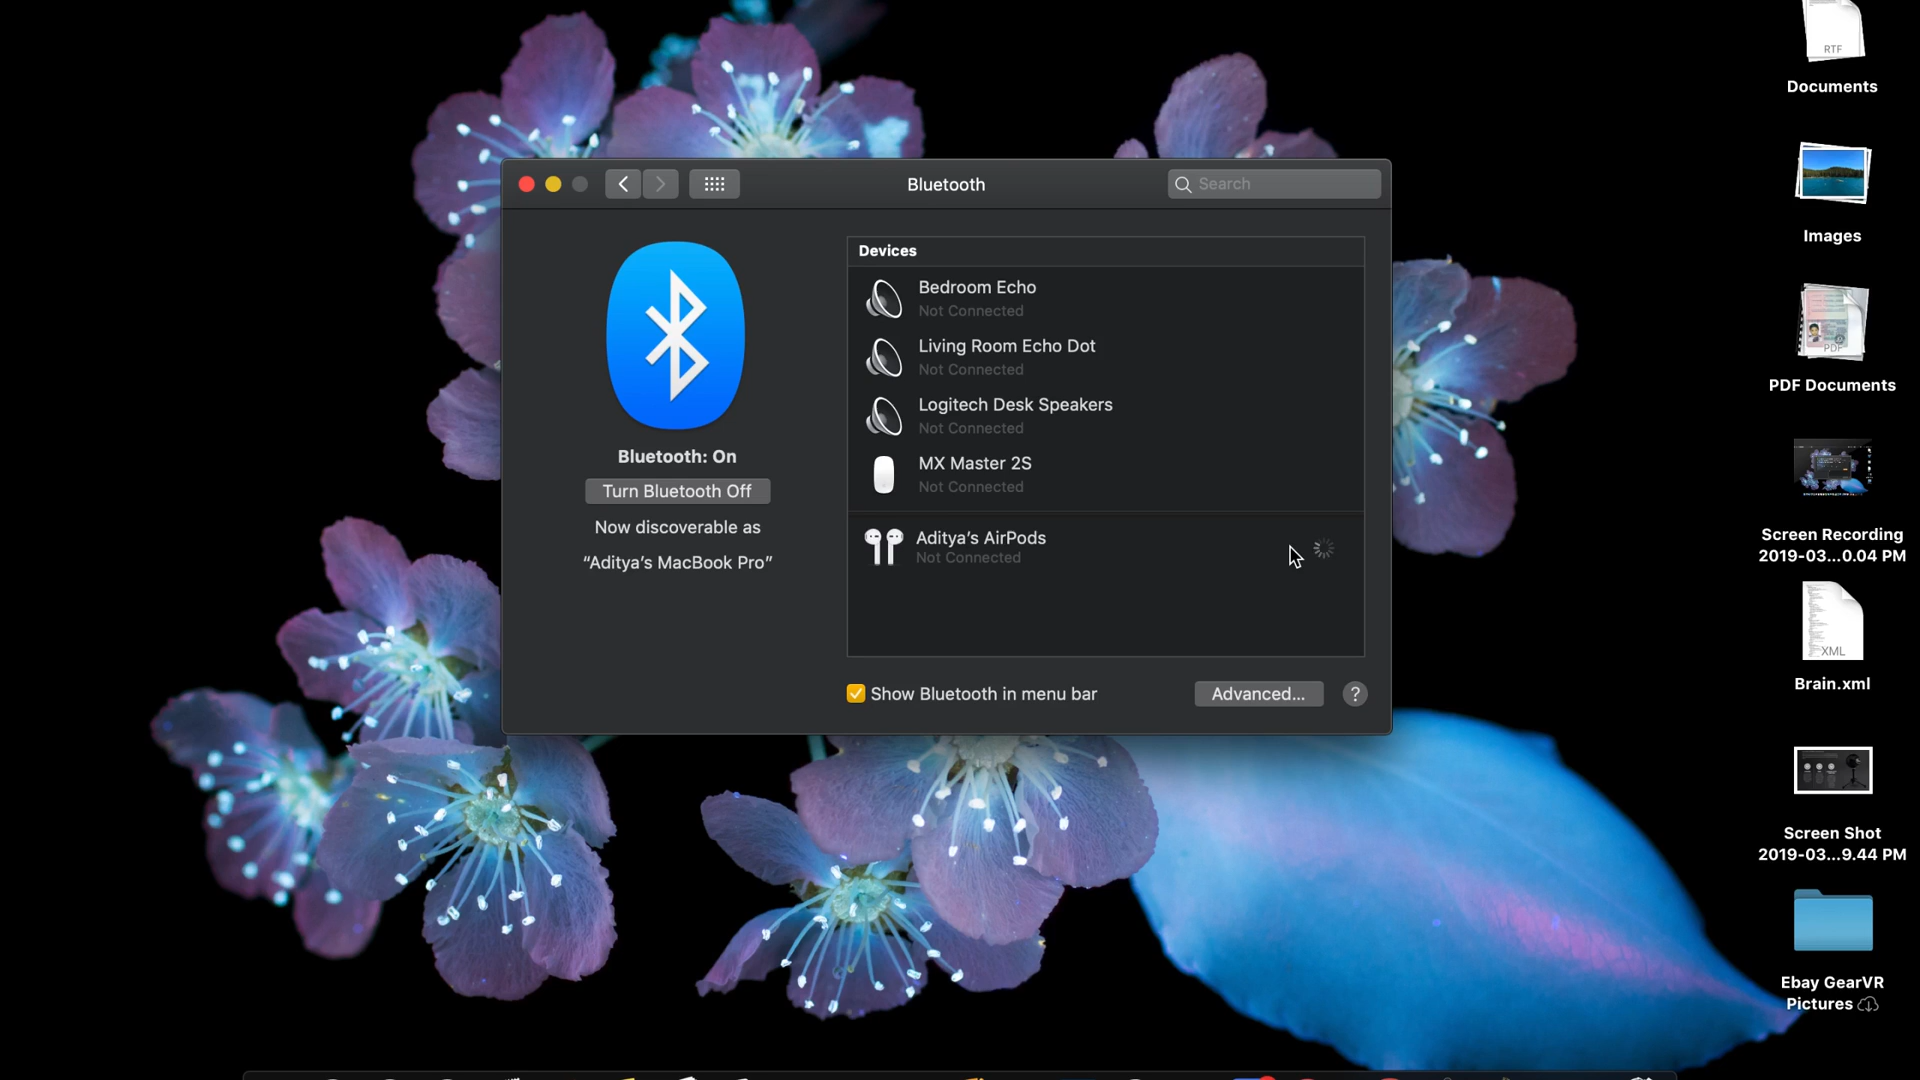 Bluetooth
Search
Devices
Bedroom Echo
Not Connected
Living Room Echo Dot
Not Connected
Logitech Desk Speakers
Not Connected
MX Master 2S
Not Connected
Aditya’s AirPods
Not Connected
Bluetooth: On
Turn Bluetooth Off
Now discoverable as
“Aditya’s MacBook Pro”
Show Bluetooth in menu bar
Advanced...
?
RTF
Documents
Images
PDF
PDF Documents
Screen Recording
2019-03...0.04 PM
XML
Brain.xml
Screen Shot
2019-03...9.44 PM
Ebay GearVR
Pictures